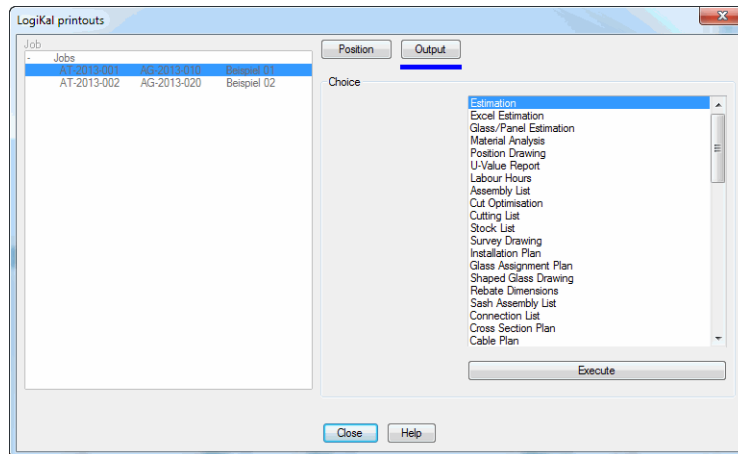 LogiKal printouts
Job
- Jobs
AT-2013-001 AG-2013-010 Beispiel 01
AT-2013-002 AG-2013-020 Beispiel 02
Position Output
Choice
Estimation
Excel Estimation
Glass/Panel Estimation
Material Analysis
Position Drawing
U-Value Report
Labour Hours
Assembly List
Cut Optimisation
Cutting List
Stock List
Survey Drawing
Installation Plan
Glass Assignment Plan
Shaped Glass Drawing
Rebate Dimensions
Sash Assembly List
Connection List
Cross Section Plan
Cable Plan
Execute
Close Help